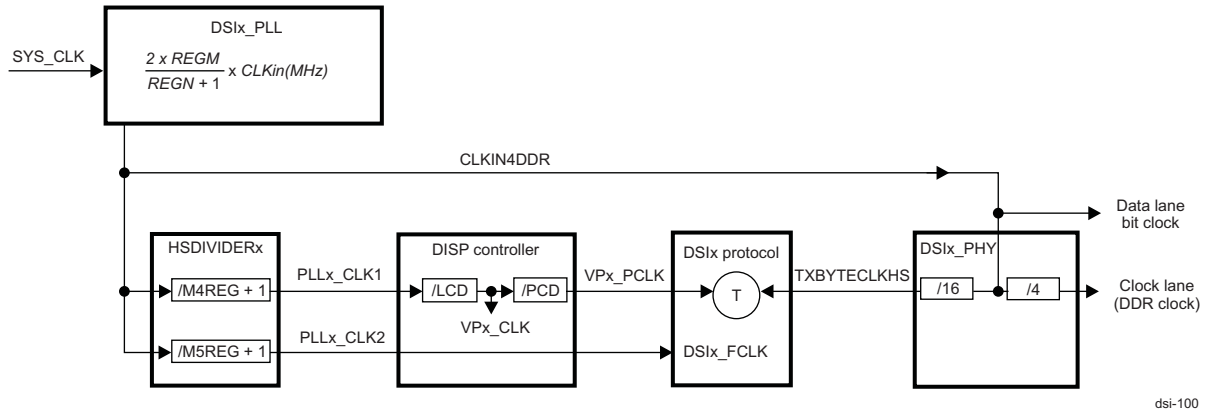 DSIx_PLL
SYS_CLK
2 x REGM
REGN + 1
x CLKin(MHz)
CLKIN4DDR
Data lane
bit clock
HSDIVIDERx
DISP controller
DSIx protocol
DSIx_PHY
/M4REG + 1
PLLx_CLK1
/LCD
/PCD
VPx_PCLK
T
TXBYTECLKHS
/16
/4
Clock lane
(DDR clock)
VPx_CLK
/M5REG + 1
PLLx_CLK2
DSIx_FCLK
dsi-100